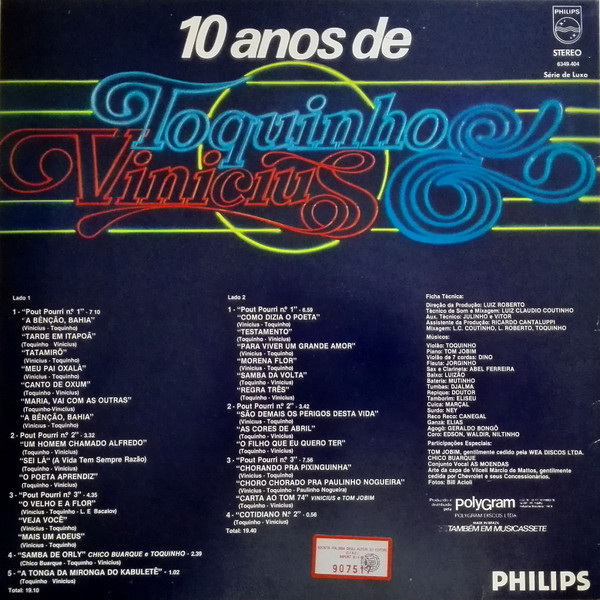 10 anos de
Toquinho &
Vinicius
PHILIPS
STEREO
6349.404
Série de Luxo
Lado 1
1 - "Pout Pourri n.º 1" - 7.10
"A BÊNÇÃO, BAHIA"
(Vinicius - Toquinho)
"TARDE EM ITAPOÃ"
(Toquinho - Vinicius)
"TATAMIRÔ"
(Vinicius - Toquinho)
"MEU PAI OXALÁ"
(Vinicius - Toquinho)
"CANTO DE OXUM"
(Toquinho - Vinicius)
"MARIA, VAI COM AS OUTRAS"
(Toquinho-Vinicius)
"A BÊNÇÃO, BAHIA"
(Vinicius - Toquinho)
2 - "Pout Pourri n.º 2" - 3.32
"UM HOMEM CHAMADO ALFREDO"
(Toquinho - Vinicius)
"SEI LÁ" (A Vida Tem Sempre Razão)
(Toquinho - Vinicius)
"O POETA APRENDIZ"
(Toquinho - Vinicius)
3 - "Pout Pourri n.º 3" - 4.35
"O VELHO E A FLOR"
(Vinicius - Toquinho - L. E Bacalov)
"VEJA VOCÊ"
(Vinicius - Toquinho)
"MAIS UM ADEUS"
(Toquinho - Vinicius)
4 - "SAMBA DE ORLY" CHICO BUARQUE e TOQUINHO - 2.39
(Chico Buarque - Toquinho - Vinicius)
5 - "A TONGA DA MIRONGA DO KABULETÊ" - 1.02
(Toquinho - Vinicius)
Total: 19.10
Lado 2
1 - "Pout Pourri n.º 1" - 6.59
"COMO DIZIA O POETA"
(Vinicius - Toquinho)
"TESTAMENTO"
(Toquinho - Vinicius)
"PARA VIVER UM GRANDE AMOR"
(Vinicius - Toquinho)
"MORENA FLOR"
(Vinicius - Toquinho)
"SAMBA DA VOLTA"
(Toquinho - Vinicius)
"REGRA TRÊS"
(Toquinho - Vinicius)
2 - Pout Pourri n.º 2" - 3.42
"SÃO DEMAIS OS PERIGOS DESTA VIDA"
(Vinicius - Toquinho)
"AS CORES DE ABRIL"
(Toquinho - Vinicius)
"O FILHO QUE EU QUERO TER"
(Vinicius - Toquinho)
3 - "Pout Pourri n.º 3" - 7.56
"CHORANDO PRA PIXINGUINHA"
(Vinicius - Toquinho)
"CHORO CHORADO PRA PAULINHO NOGUEIRA"
(Vinicius - Toquinho - Paulinho Nogueira)
"CARTA AO TOM 74" VINICIUS e TOM JOBIM
(Vinicius - Toquinho)
4 - "COTIDIANO N.º 2" - 0.56
(Toquinho - Vinicius)
Total: 19.40
Ficha Técnica:
Direção da Produção: LUIZ ROBERTO
Técnico de Som e Mixagem: LUIZ CLAUDIO COUTINHO
Aux. Técnico: JULINHO e VITOR
Assistente da Produção: RICARDO CANTALUPPI
Mixagem: L.C. COUTINHO, L. ROBERTO, TOQUINHO
Músicos:
Violão: TOQUINHO
Piano: TOM JOBIM
Violão da 7 cordas: DINO
Flauta: JORGINHO
Sax e Clarineta: ABEL FERREIRA
Baixo: LUIZÃO
Bateria: MUTINHO
Tumbas: DJALMA
Repique: DOUTOR
Tamborim: ELISEU
Cuica: MARÇAL
Surdo: NEY
Reco Reco: CANEGAL
Ganza: ELIAS
Agogô: GERALDO BONGÔ
Côro: EDSON, WALDIR, NILTINHO
Participações Especiais:
TOM JOBIM, gentilmente cedido pela WEA DISCOS LTDA.
CHICO BUARQUE
Conjunto Vocal AS MOENDAS
Arte da capa de Vilceli Márcio de Mattos, gentilmente
cedida por Chevrolet e seus Concessionários.
Fotos: Bill Acioli
Produzido e
distribuído
pela
polyGram
POLYGRAM DISCOS LTDA
MADE IN BRAZIL
TAMBÉM EM MUSICASSETE
907517
PHILIPS